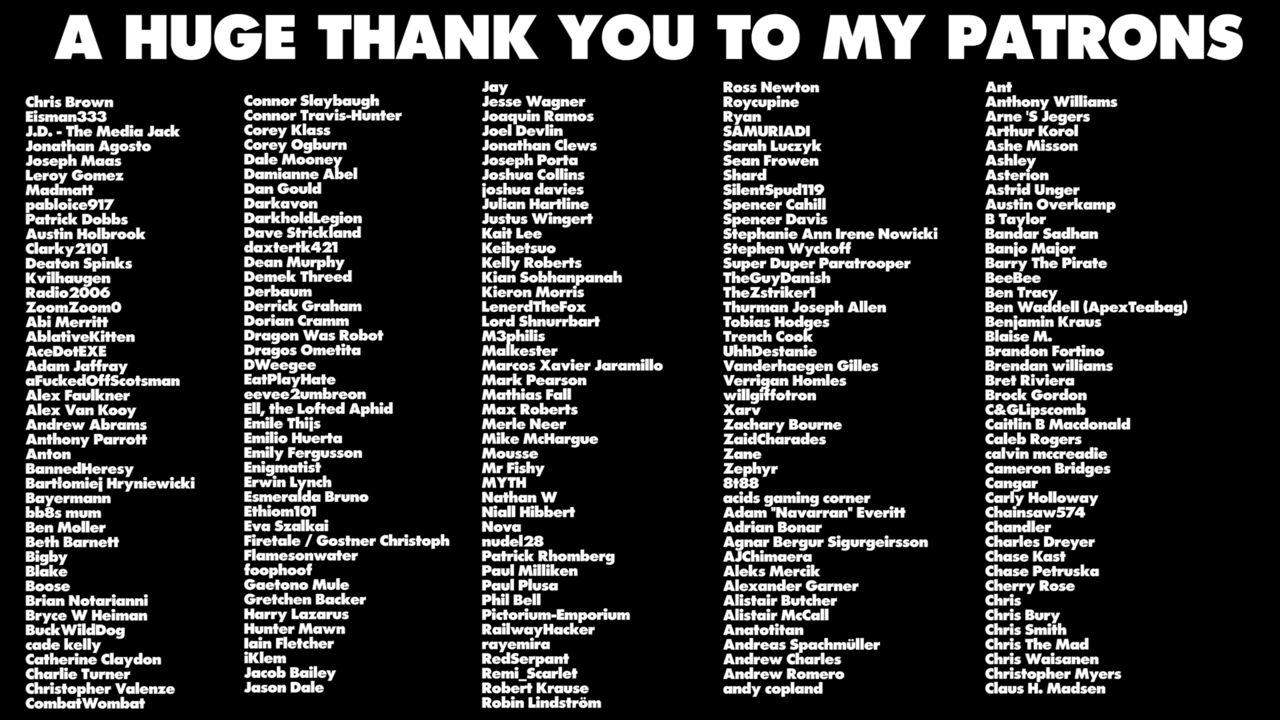 A HUGE THANK YOU TO MY PATRONS
Chris Brown
Eisman333
J.D. - The Media Jack
Jonathan Agosto
Joseph Maas
Leroy Gomez
Madmatt
pabloice917
Patrick Dobbs
Austin Holbrook
Clarky2101
Deaton Spinks
Kvilhaugen
Radio2006
ZoomZoom0
Abi Merritt
AblativeKitten
AceDotEXE
Adam Jaffray
aFuckedOffScotsman
Alex Faulkner
Alex Van Kooy
Andrew Abrams
Anthony Parrott
Anton
BannedHeresy
Bartłomiej Hryniewicki
Bayermann
bb8s mum
Ben Moller
Beth Barnett
Bigby
Blake
Boose
Brian Notarianni
Bryce W Heiman
BuckWildDog
cade kelly
Catherine Claydon
Charlie Turner
Christopher Valenze
CombatWombat
Connor Slaybaugh
Connor Travis-Hunter
Corey Klass
Corey Ogburn
Dale Mooney
Damianne Abel
Dan Gould
Darkavon
DarkholdLegion
Dave Strickland
daxtertk421
Dean Murphy
Demek Threed
Derbaum
Derrick Graham
Dorian Cramm
Dragon Was Robot
Dragos Ometita
DWeegee
EatPlayHate
eevee2umbreon
Ell, the Lofted Aphid
Emile Thijs
Emilio Huerta
Emily Fergusson
Enigmatist
Erwin Lynch
Esmeralda Bruno
Ethiom101
Eva Szalkai
Firetale / Gostner Christoph
Flamesonwater
foophoof
Gaetono Mule
Gretchen Backer
Harry Lazarus
Hunter Mawn
Iain Fletcher
iKlem
Jacob Bailey
Jason Dale
Jay
Jesse Wagner
Joaquin Ramos
Joel Devlin
Jonathan Clews
Joseph Porta
Joshua Collins
joshua davies
Julian Hartline
Justus Wingert
Kait Lee
Keibetsuo
Kelly Roberts
Kian Sobhanpanah
Kieron Morris
LenerdTheFox
Lord Shnurrbart
M3philis
Malkester
Marcos Xavier Jaramillo
Mark Pearson
Mathias Fall
Max Roberts
Merle Neer
Mike McHargue
Mousse
Mr Fishy
MYTH
Nathan W
Niall Hibbert
Nova
nudel28
Patrick Rhomberg
Paul Milliken
Paul Plusa
Phil Bell
Pictorium-Emporium
RailwayHacker
rayemira
RedSerpant
Remi_Scarlet
Robert Krause
Robin Lindström
Ross Newton
Roycupine
Ryan
SAMURIADI
Sarah Luczyk
Sean Frowen
Shard
SilentSpud119
Spencer Cahill
Spencer Davis
Stephanie Ann Irene Nowicki
Stephen Wyckoff
Super Duper Paratrooper
TheGuyDanish
TheZstriker1
Thurman Joseph Allen
Tobias Hodges
Trench Cook
UhhDestanie
Vanderhaegen Gilles
Verrigan Homles
willgiffotron
Xarv
Zachary Bourne
ZaidCharades
Zane
Zephyr
8t88
acids gaming corner
Adam "Navarran" Everitt
Adrian Bonar
Agnar Bergur Sigurgeirsson
AJChimaera
Aleks Mercik
Alexander Garner
Alistair Butcher
Alistair McCall
Anatotitan
Andreas Spachmüller
Andrew Charles
Andrew Romero
andy copland
Ant
Anthony Williams
Arne 'S Jegers
Arthur Korol
Ashe Misson
Ashley
Asterion
Astrid Unger
Austin Overkamp
B Taylor
Bandar Sadhan
Banjo Major
Barry The Pirate
BeeBee
Ben Tracy
Ben Waddell (ApexTeabag)
Benjamin Kraus
Blaise M.
Brandon Fortino
Brendan williams
Bret Riviera
Brock Gordon
C&GLipscomb
Caitlin B Macdonald
Caleb Rogers
calvin mccreadie
Cameron Bridges
Cangar
Carly Holloway
Chainsaw574
Chandler
Charles Dreyer
Chase Kast
Chase Petruska
Cherry Rose
Chris
Chris Bury
Chris Smith
Chris The Mad
Chris Waisanen
Christopher Myers
Claus H. Madsen